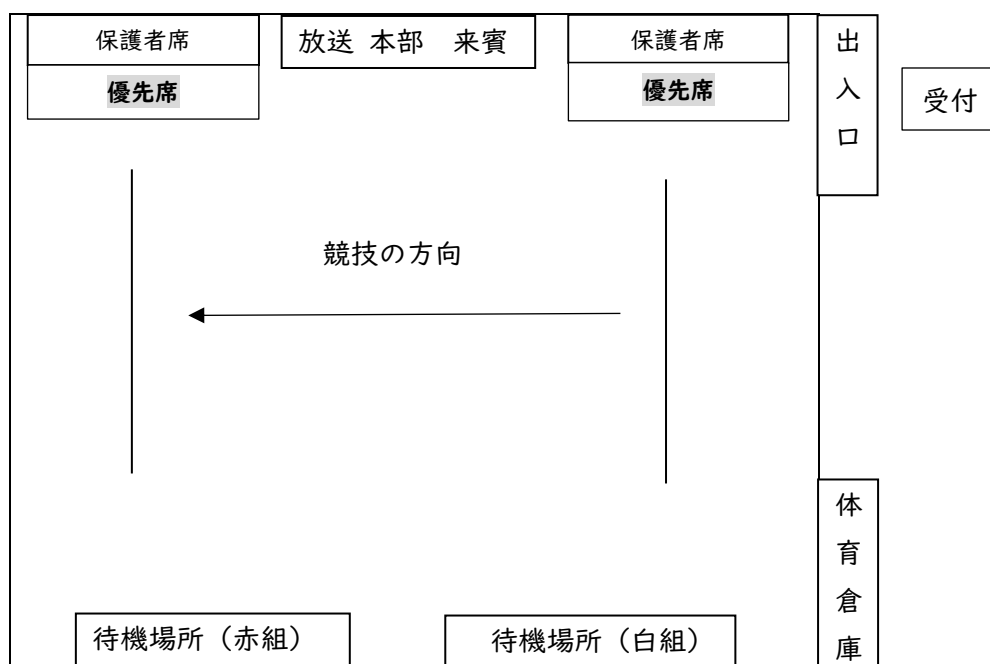 保護者席
優先席
放送 本部 来賓
保護者席
優先席
出入口
受付
競技の方向
体育倉庫
待機場所（赤組）
待機場所（白組）